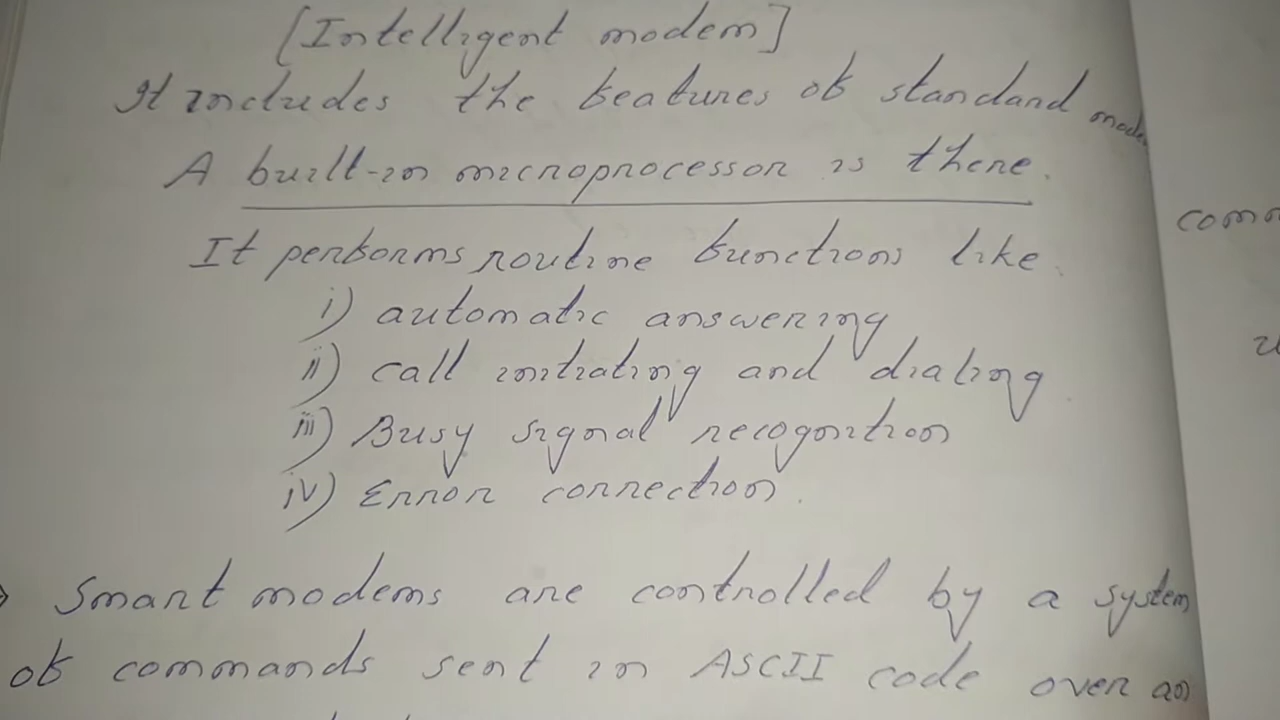 [Intelligent modem]
It includes the features of standard
A built-in microprocessor is there.
It performs routine functions like
i) automatic answering
ii) call initiating and dialing
iii) Busy signal recognition
iv) Error correction.
Smart modems are controlled by a system
of commands sent in ASCII code over an